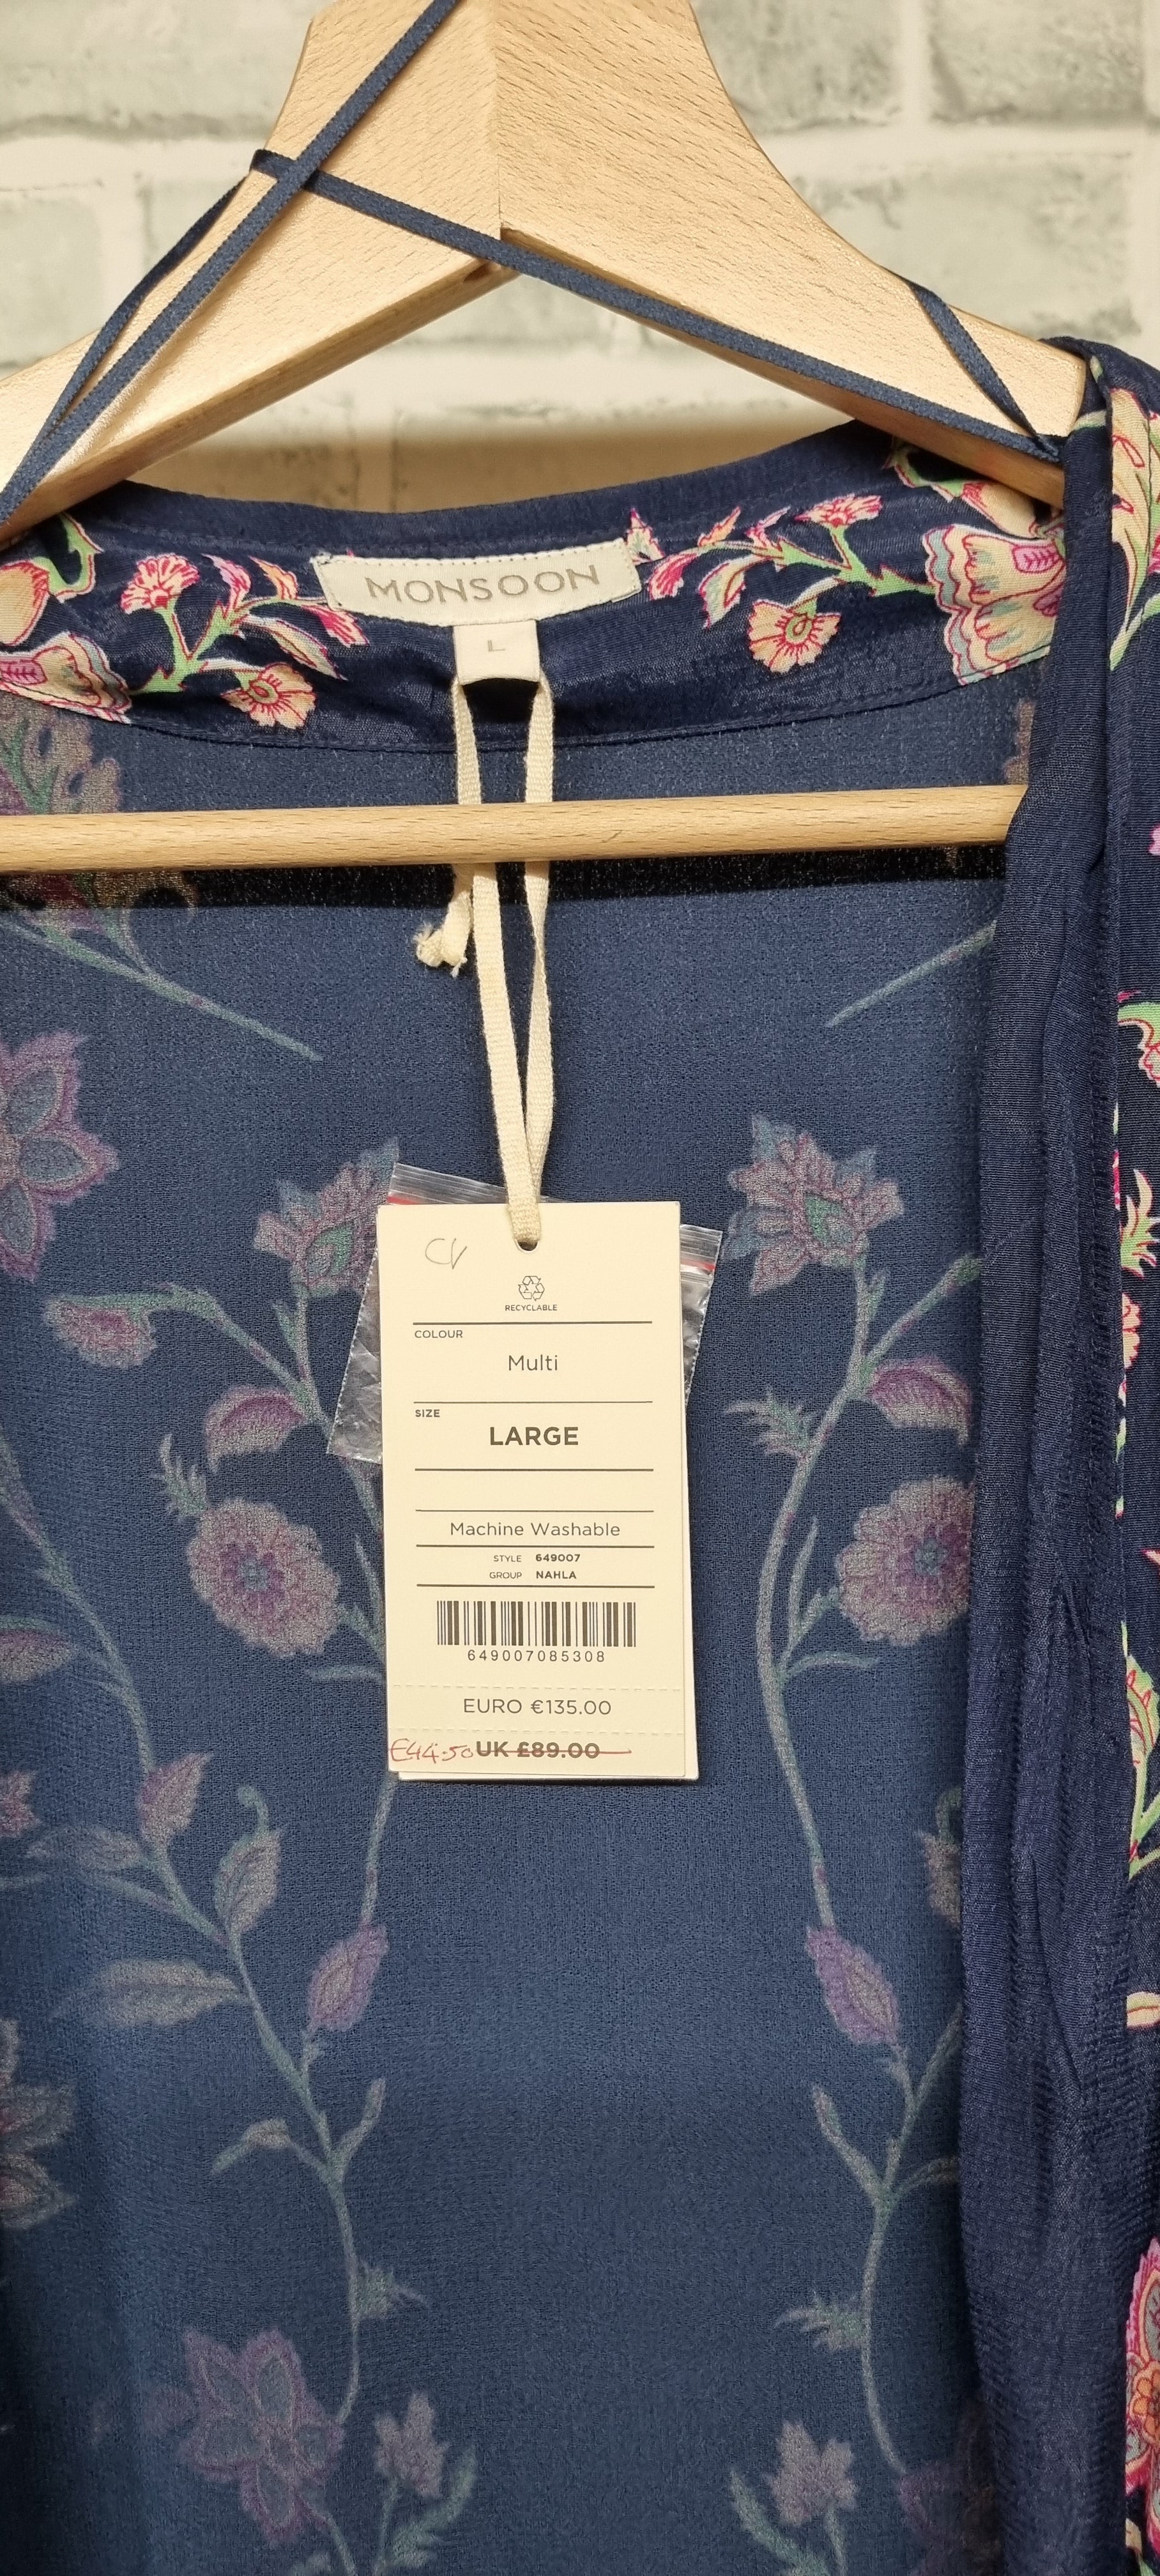 MONSOON
L
CV
RECYCLABLE
COLOUR
Multi
SIZE
LARGE
Machine Washable
STYLE 649007
GROUP NAHLA
649007085308
EURO €135.00
£44.50 UK £89.00